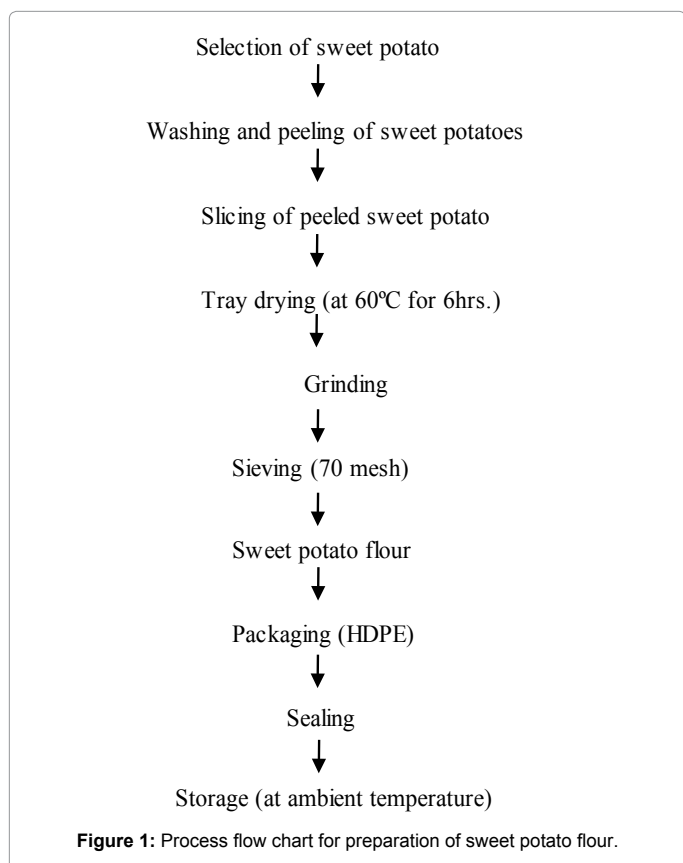 Selection of sweet potato
Washing and peeling of sweet potatoes
Slicing of peeled sweet potato
Tray drying (at 60ºC for 6hrs.)
Grinding
Sieving (70 mesh)
Sweet potato flour
Packaging (HDPE)
Sealing
Storage (at ambient temperature)
Figure 1: Process flow chart for preparation of sweet potato flour.